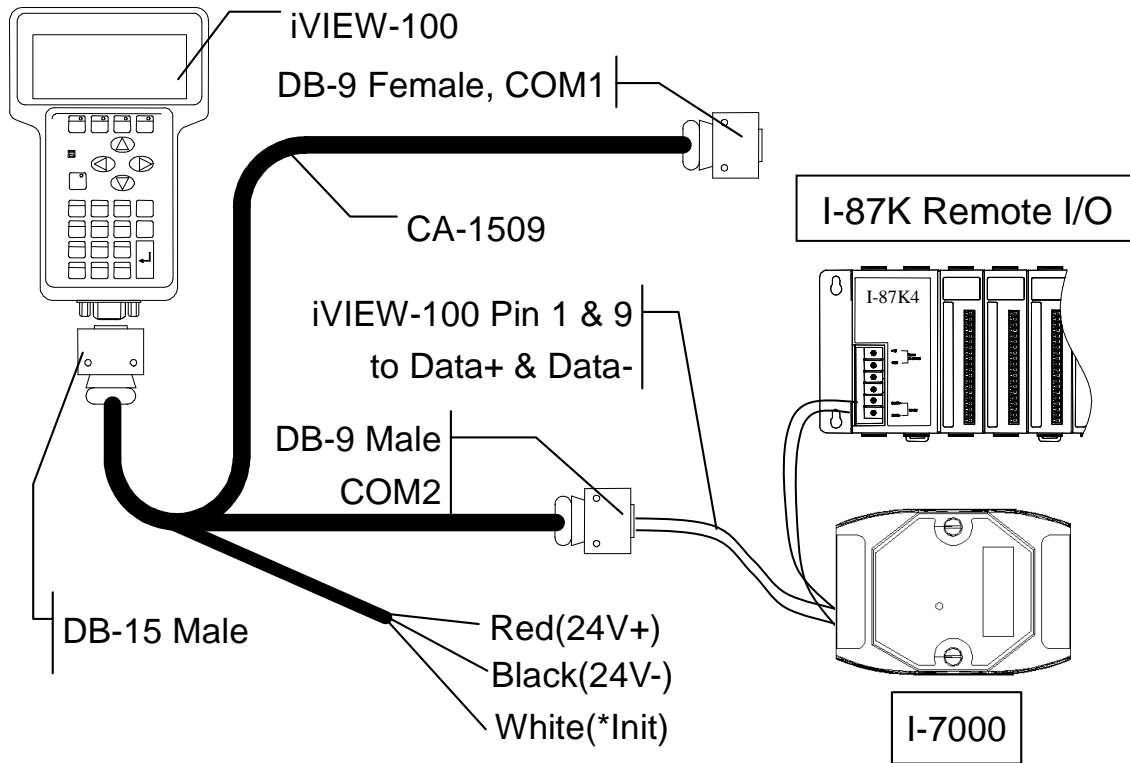 iVIEW-100
DB-9 Female, COM1
CA-1509
I-87K Remote I/O
I-87K4
iVIEW-100 Pin 1 & 9
to Data+ & Data-
DB-9 Male
COM2
DB-15 Male
Red(24V+)
Black(24V-)
White(*Init)
I-7000